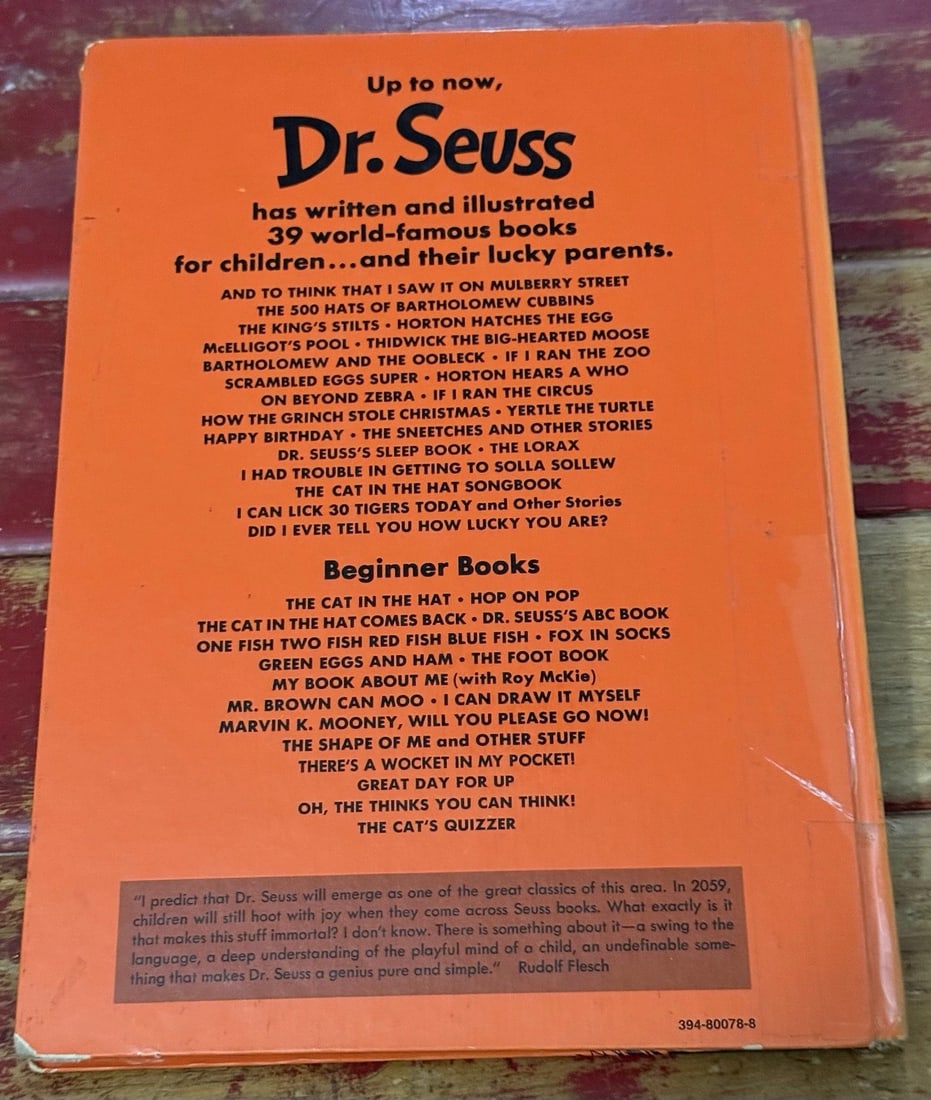 Up to now,
Dr. Seuss
has written and illustrated
39 world-famous books
for children...and their lucky parents.
AND TO THINK THAT I SAW IT ON MULBERRY STREET
THE 500 HATS OF BARTHOLOMEW CUBBINS
THE KING'S STILTS • HORTON HATCHES THE EGG
McELLIGOT'S POOL • THIDWICK THE BIG-HEARTED MOOSE
BARTHOLOMEW AND THE OOBLECK • IF I RAN THE ZOO
SCRAMBLED EGGS SUPER • HORTON HEARS A WHO
ON BEYOND ZEBRA • IF I RAN THE CIRCUS
HOW THE GRINCH STOLE CHRISTMAS • YERTLE THE TURTLE
HAPPY BIRTHDAY • THE SNEETCHES AND OTHER STORIES
DR. SEUSS'S SLEEP BOOK • THE LORAX
I HAD TROUBLE IN GETTING TO SOLLA SOLLEW
THE CAT IN THE HAT SONGBOOK
I CAN LICK 30 TIGERS TODAY and Other Stories
DID I EVER TELL YOU HOW LUCKY YOU ARE?
Beginner Books
THE CAT IN THE HAT • HOP ON POP
THE CAT IN THE HAT COMES BACK • DR. SEUSS'S ABC BOOK
ONE FISH TWO FISH RED FISH BLUE FISH • FOX IN SOCKS
GREEN EGGS AND HAM • THE FOOT BOOK
MY BOOK ABOUT ME (with Roy McKie)
MR. BROWN CAN MOO • I CAN DRAW IT MYSELF
MARVIN K. MOONEY, WILL YOU PLEASE GO NOW!
THE SHAPE OF ME and OTHER STUFF
THERE'S A WOCKET IN MY POCKET!
GREAT DAY FOR UP
OH, THE THINKS YOU CAN THINK!
THE CAT'S QUIZZER
"I predict that Dr. Seuss will emerge as one of the great classics of this area. In 2059,
children will still hoot with joy when they come across Seuss books. What exactly is it
that makes this stuff immortal? I don't know. There is something about it—a swing to the
language, a deep understanding of the playful mind of a child, an undefinable some-
thing that makes Dr. Seuss a genius pure and simple." Rudolf Flesch
394-80078-8